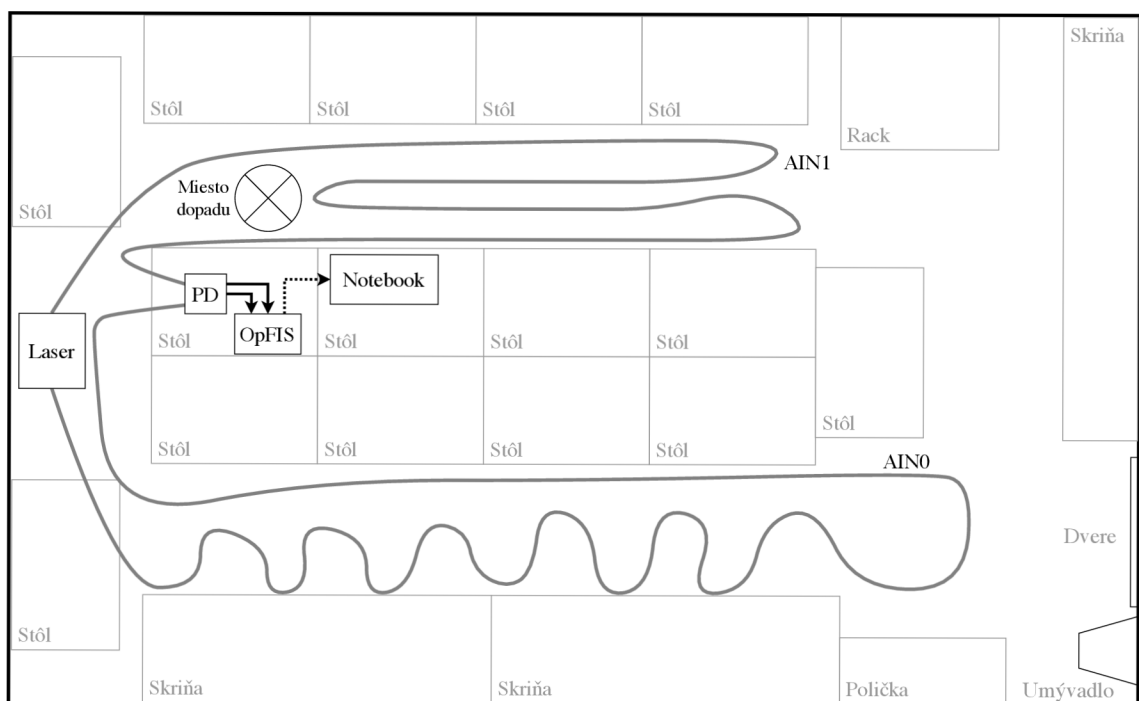 Skriňa
Stôl
Stôl
Stôl
Stôl
Rack
AIN1
Miesto
dopadu
Stôl
PD
Notebook
OpFIS
Laser
Stôl
Stôl
Stôl
Stôl
Stôl
Stôl
Stôl
Stôl
Stôl
AIN0
Dvere
Stôl
Skriňa
Skriňa
Polička
Umývadlo